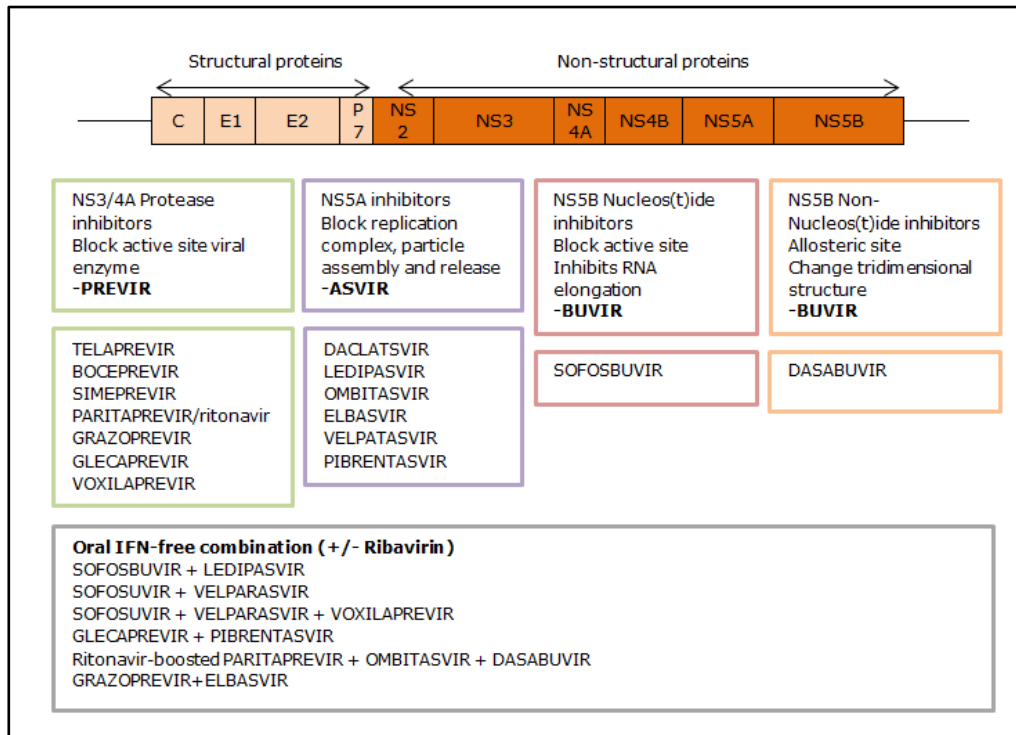 Structural proteins
Non-structural proteins
C
E1
E2
P
7
NS
2
NS3
NS
4A
NS4B
NS5A
NS5B
NS3/4A Protease
inhibitors
Block active site viral
enzyme
-PREVIR
NS5A inhibitors
Block replication
complex, particle
assembly and release
-ASVIR
NS5B Nucleos(t)ide
inhibitors
Block active site
Inhibits RNA
elongation
-BUVIR
NS5B Non-
Nucleos(t)ide inhibitors
Allosteric site
Change tridimensional
structure
-BUVIR
TELAPREVIR
BOCEPREVIR
SIMEPREVIR
PARITAPREVIR/ritonavir
GRAZOPREVIR
GLECAPREVIR
VOXILAPREVIR
DACLATSVIR
LEDIPASVIR
OMBITASVIR
ELBASVIR
VELPATASVIR
PIBRENTASVIR
SOFOSBUVIR
DASABUVIR
Oral IFN-free combination (+/- Ribavirin)
SOFOSBUVIR + LEDIPASVIR
SOFOSUVIR + VELPARASVIR
SOFOSUVIR + VELPARASVIR + VOXILAPREVIR
GLECAPREVIR + PIBRENTASVIR
Ritonavir-boosted PARITAPREVIR + OMBITASVIR + DASABUVIR
GRAZOPREVIR+ELBASVIR